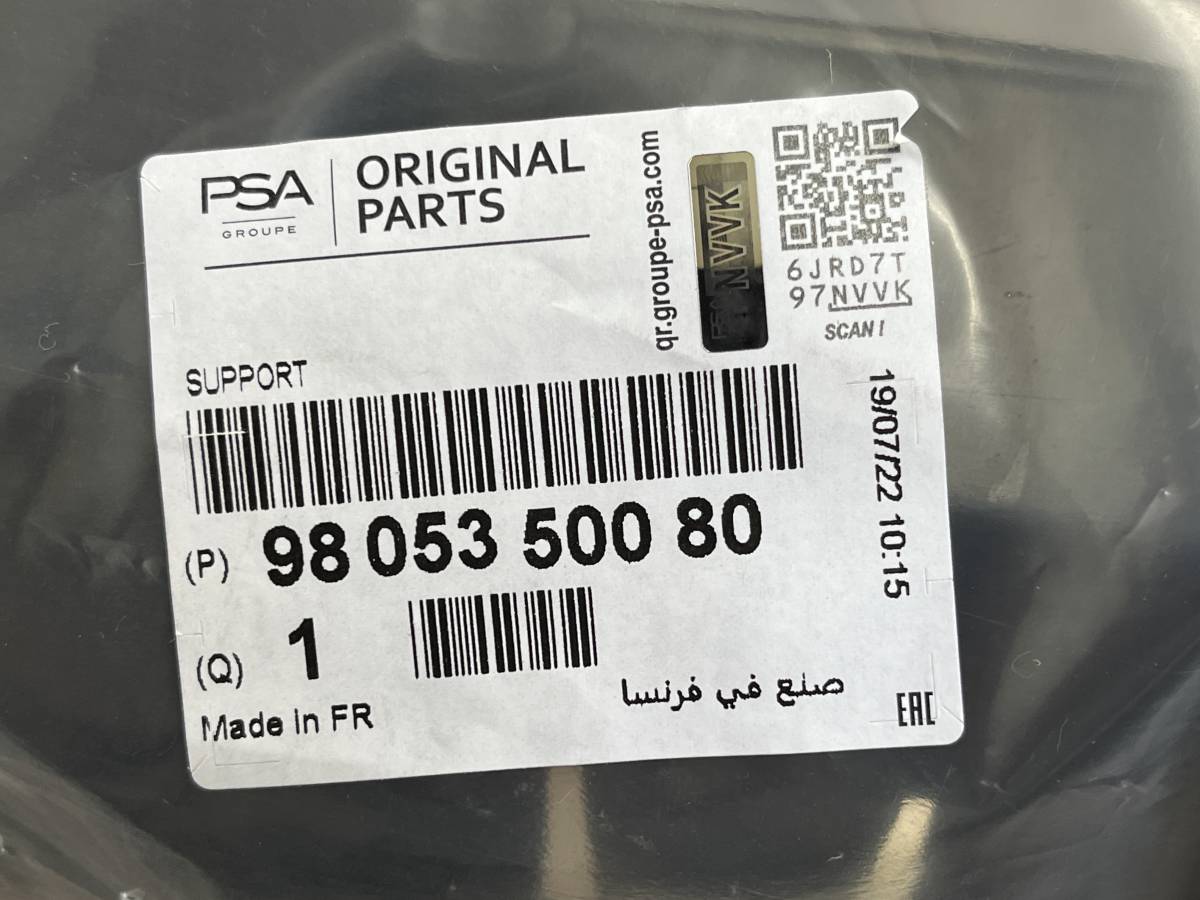 PSA
GROUPE
ORIGINAL
PARTS
qr.groupe-psa.com
NVVK
6JRD7T
97NVVK
SCAN!
SUPPORT
19/07/22 10:15
(P) 98 053 500 80
(Q) 1
Made in FR
صنع في فرنسا
EAC